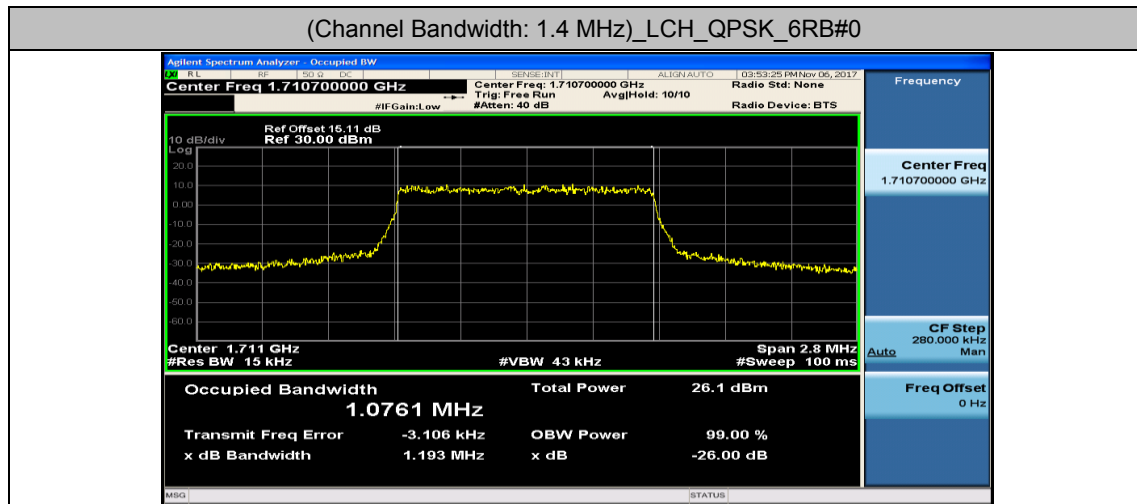 (Channel Bandwidth: 1.4 MHz)_LCH_QPSK_6RB#0
Agilent Spectrum Analyzer - Occupied BW
LXI RL RF 50 Ω DC SENSE:INT ALIGN AUTO 03:53:25 PM Nov 06, 2017
Center Freq 1.710700000 GHz
Center Freq: 1.710700000 GHz
Radio Std: None
Trig: Free Run Avg|Hold: 10/10
#IFGain:Low
#Atten: 40 dB
Radio Device: BTS
Ref Offset 15.11 dB
10 dB/div Ref 30.00 dBm
Log
20.0
10.0
0.00
-10.0
-20.0
-30.0
-40.0
-50.0
-60.0
Center 1.711 GHz Span 2.8 MHz
#Res BW 15 kHz #VBW 43 kHz #Sweep 100 ms
Occupied Bandwidth Total Power 26.1 dBm
1.0761 MHz
Transmit Freq Error -3.106 kHz OBW Power 99.00 %
x dB Bandwidth 1.193 MHz x dB -26.00 dB
MSG STATUS
Frequency
Center Freq
1.710700000 GHz
CF Step
280.000 kHz
Auto Man
Freq Offset
0 Hz